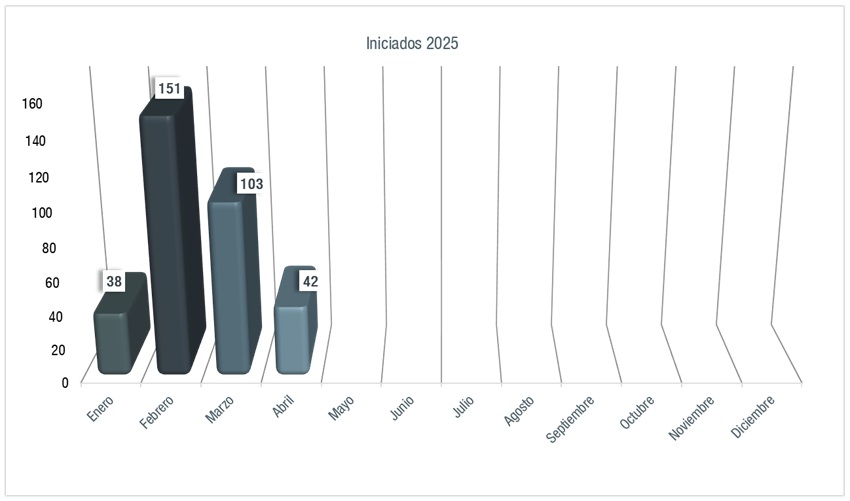 Iniciados 2025
160
140
120
100
80
60
40
20
0
151
103
38
42
Enero
Febrero
Marzo
Abril
Mayo
Junio
Julio
Agosto
Septiembre
Octubre
Noviembre
Diciembre